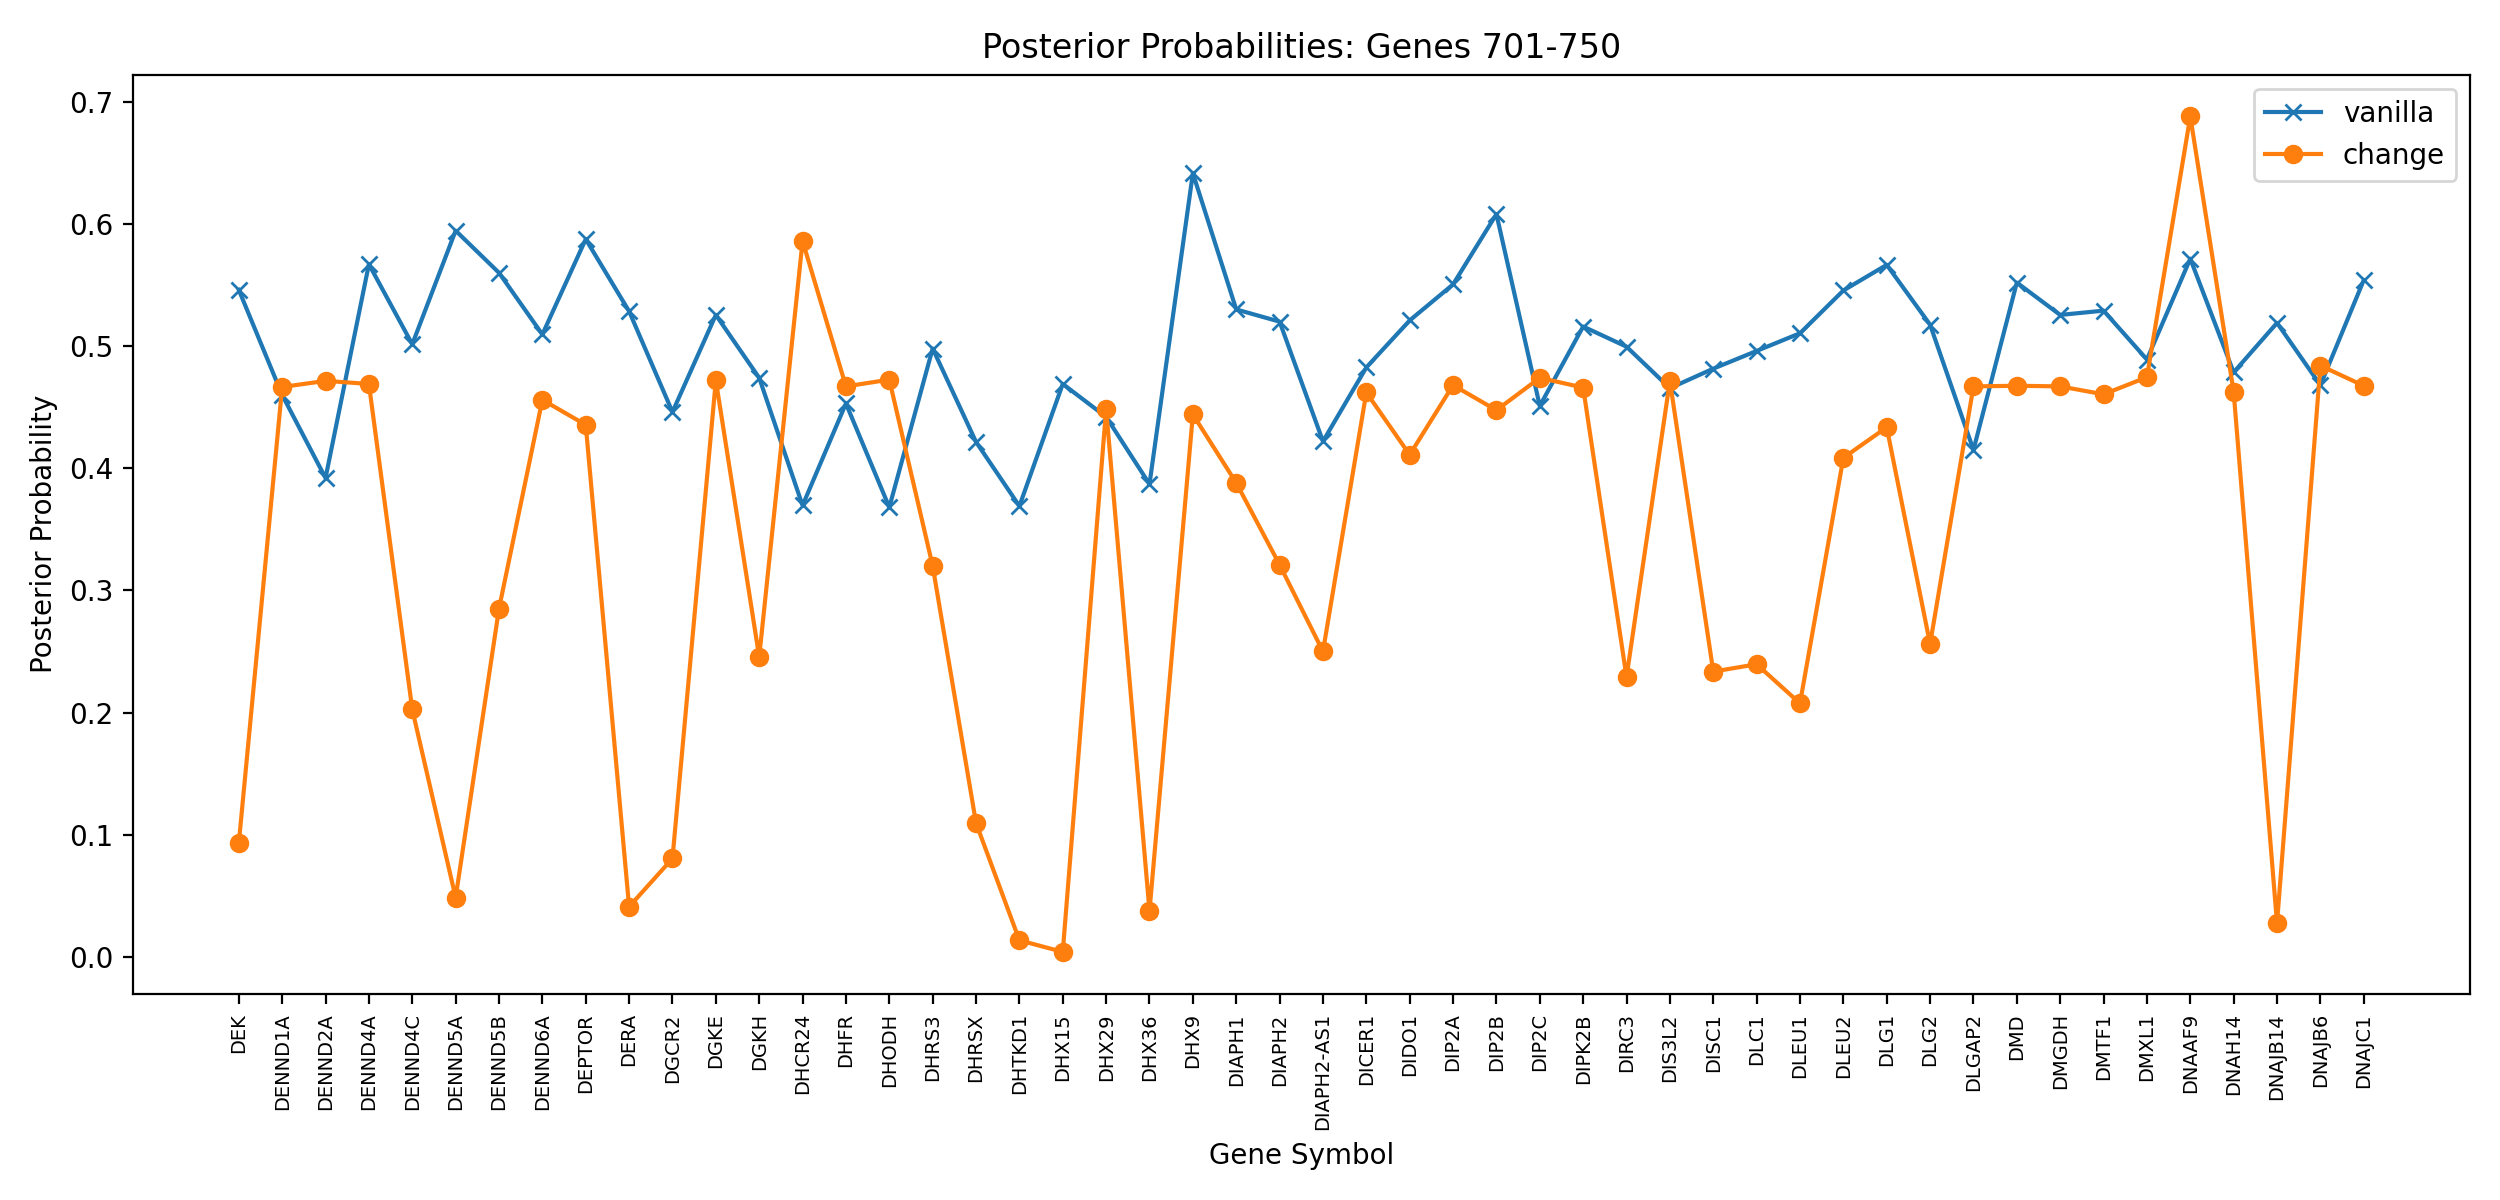 Posterior Probabilities: Genes 701-750
vanilla
change
Posterior Probability
0.7
0.6
0.5
0.4
0.3
0.2
0.1
0.0
DEK
DENND1A
DENND2A
DENND4A
DENND4C
DENND5A
DENND5B
DENND6A
DEPTOR
DERA
DGCR2
DGKE
DGKH
DHCR24
DHFR
DHODH
DHRS3
DHRSX
DHTKD1
DHX15
DHX29
DHX36
DHX9
DIAPH1
DIAPH2
DIAPH2-AS1
DICER1
DIDO1
DIP2A
DIP2B
DIP2C
DIPK2B
DIRC3
DIS3L2
DISC1
DLC1
DLEU1
DLEU2
DLG1
DLG2
DLGAP2
DMD
DMGDH
DMTF1
DMXL1
DNAAF9
DNAH14
DNAJB14
DNAJB6
DNAJC1
Gene Symbol